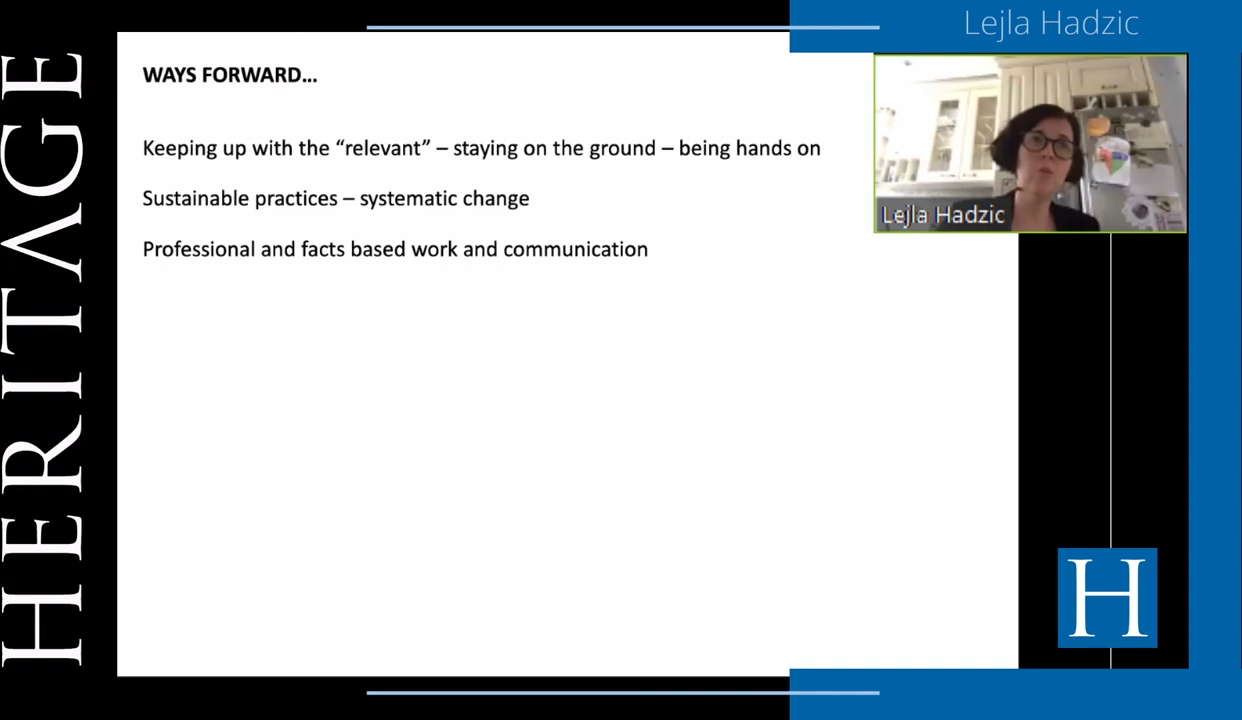 HERITAGE
Lejla Hadzic
WAYS FORWARD...
Keeping up with the “relevant” – staying on the ground – being hands on
Sustainable practices – systematic change
Professional and facts based work and communication
Lejla Hadzic
H